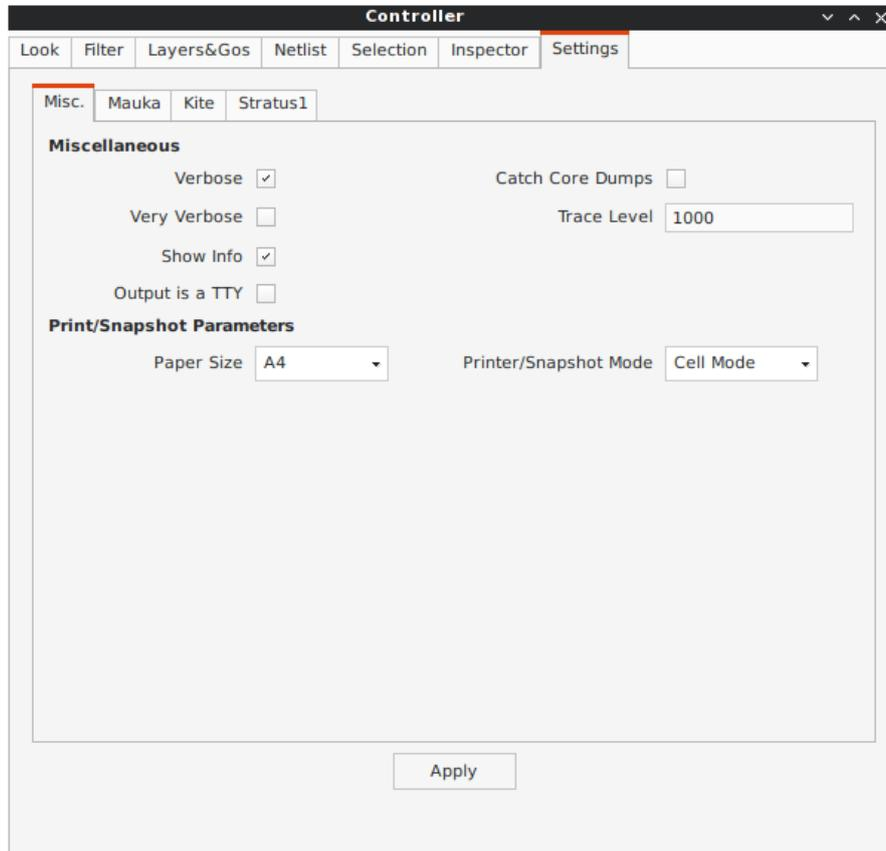 Controller
Look Filter Layers&Gos Netlist Selection Inspector Settings
Misc. Mauka Kite Stratus1
Miscellaneous
Verbose Catch Core Dumps
Very Verbose Trace Level 1000
Show Info
Output is a TTY
Print/Snapshot Parameters
Paper Size A4 Printer/Snapshot Mode Cell Mode
Apply